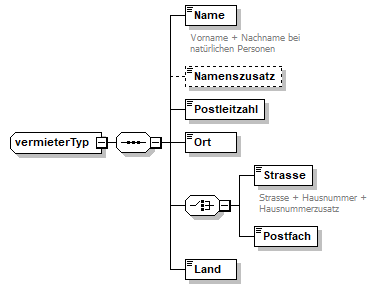 Name
Vorname + Nachname bei
natürlichen Personen
Namenszusatz
Postleitzahl
vermieterTyp
Ort
Strasse
Strasse + Hausnummer +
Hausnummerzusatz
Postfach
Land